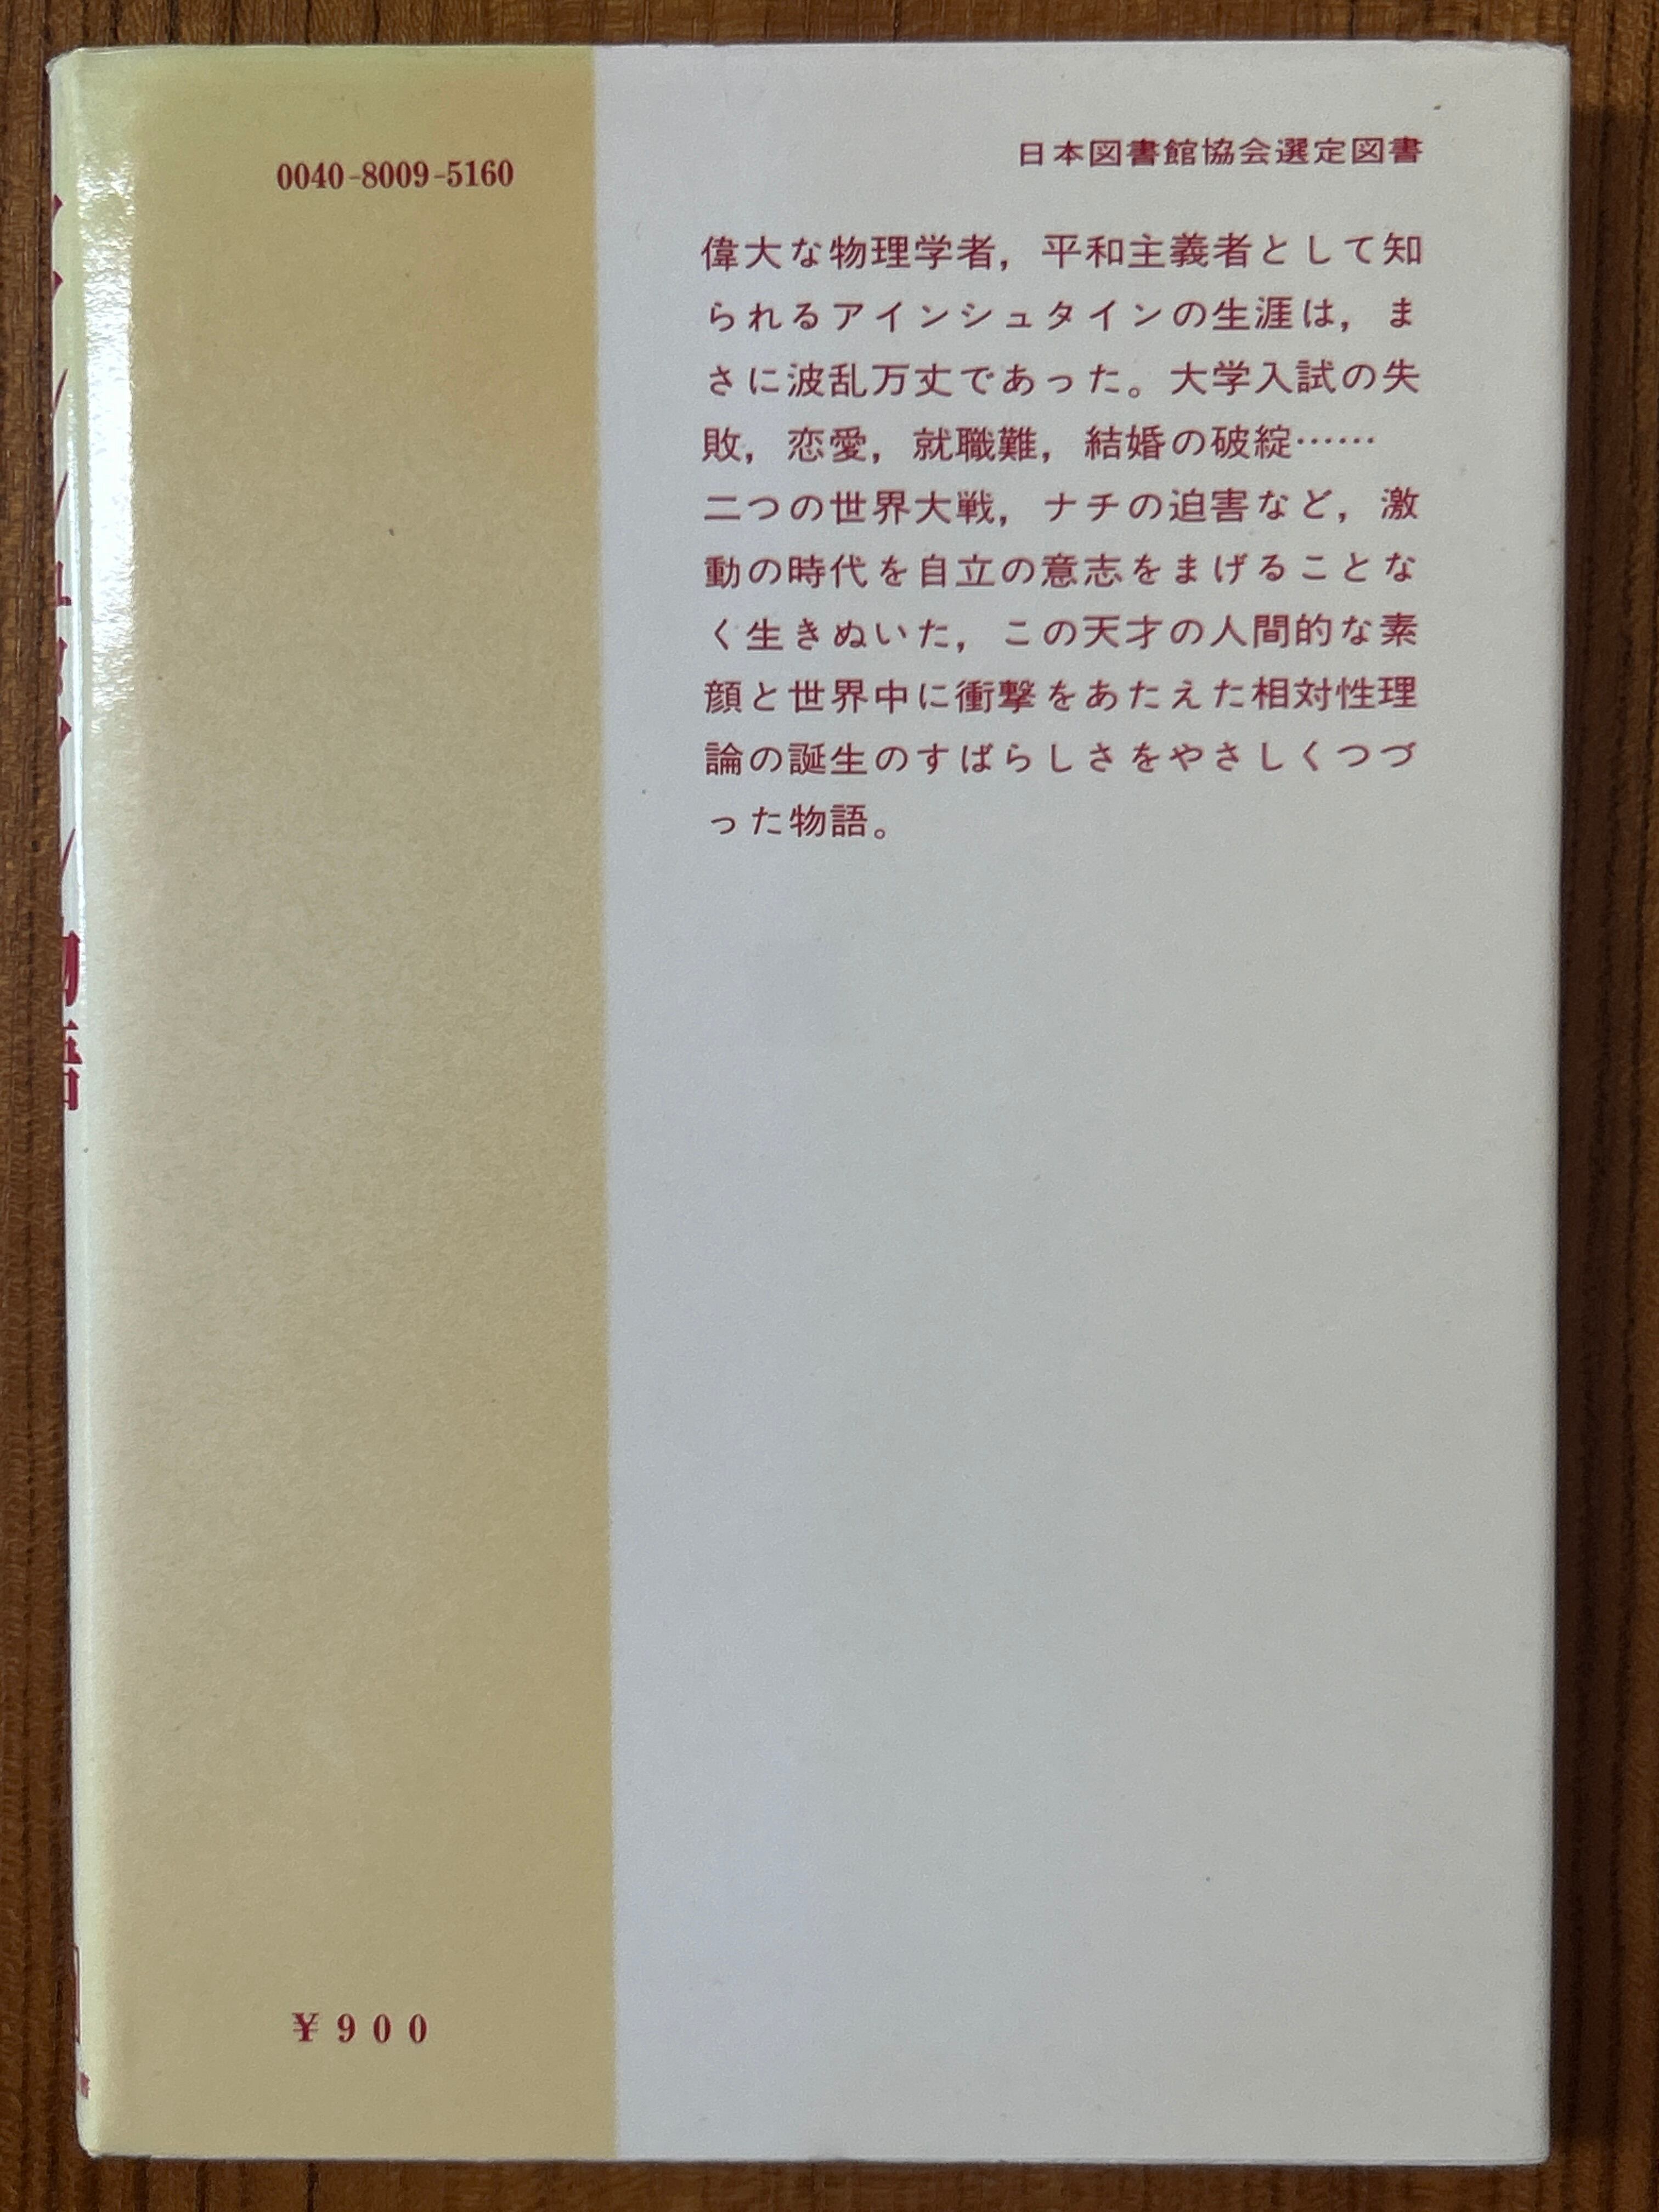 0040-8009-5160
日本図書館協会選定図書
偉大な物理学者，平和主義者として知
られるアインシュタインの生涯は，ま
さに波乱万丈であった。大学入試の失
敗，恋愛，就職難，結婚の破綻……
二つの世界大戦，ナチの迫害など，激
動の時代を自立の意志をまげることな
く生きぬいた，この天才の人間的な素
顔と世界中に衝撃をあたえた相対性理
論の誕生のすばらしさをやさしくつづ
った物語。
¥900
物語